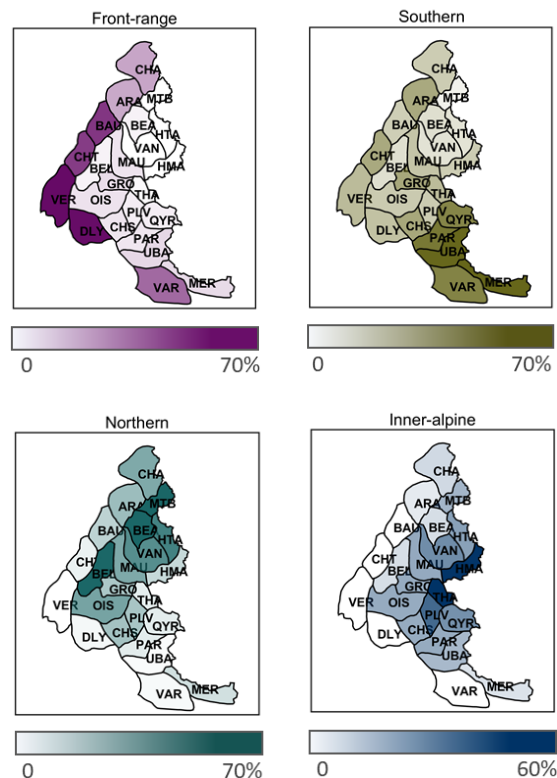 Front-range
CHA
MTB
ARA
BAU
BEA
HTA
VAN
CHT
MAU
BEL
HMA
GRO
THA
VER
OIS
PLV
QYR
DLY
CHS
PAR
UBA
VAR
MER
0
70%
Southern
CHA
MTB
ARA
BAU
BEA
HTA
VAN
CHT
MAU
BEL
HMA
GRO
THA
VER
OIS
PLV
QYR
DLY
CHS
PAR
UBA
VAR
MER
0
70%
Northern
CHA
MTB
ARA
BAU
BEA
HTA
VAN
CHT
MAU
BEL
HMA
GRO
THA
VER
OIS
PLV
QYR
DLY
CHS
PAR
UBA
VAR
MER
0
70%
Inner-alpine
CHA
MTB
ARA
BAU
BEA
HTA
VAN
CHT
MAU
BEL
HMA
GRO
THA
VER
OIS
PLV
QYR
DLY
CHS
PAR
UBA
VAR
MER
0
60%